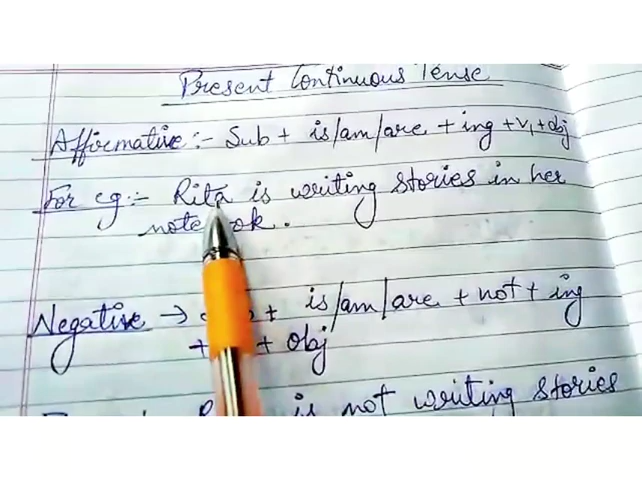 Present Continuous Tense
Affirmative:- Sub + is/am/are + ing + V1 + obj
For eg:- Rita is writing stories in her
note ok.
Negative → + is/am/are + not + ing
+ + obj
is not writing stories